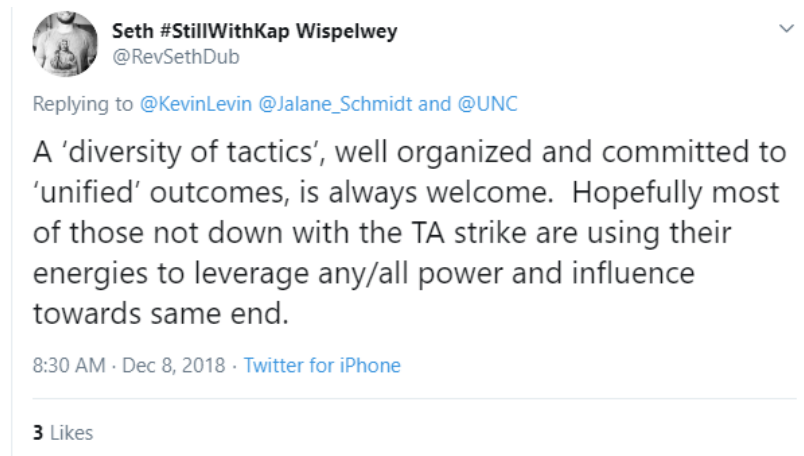 Seth #StillWithKap Wispelwey
@RevSethDub
Replying to @KevinLevin @Jalane_Schmidt and @UNC
A ‘diversity of tactics’, well organized and committed to
‘unified’ outcomes, is always welcome.  Hopefully most
of those not down with the TA strike are using their
energies to leverage any/all power and influence
towards same end.
8:30 AM · Dec 8, 2018 · Twitter for iPhone
3 Likes